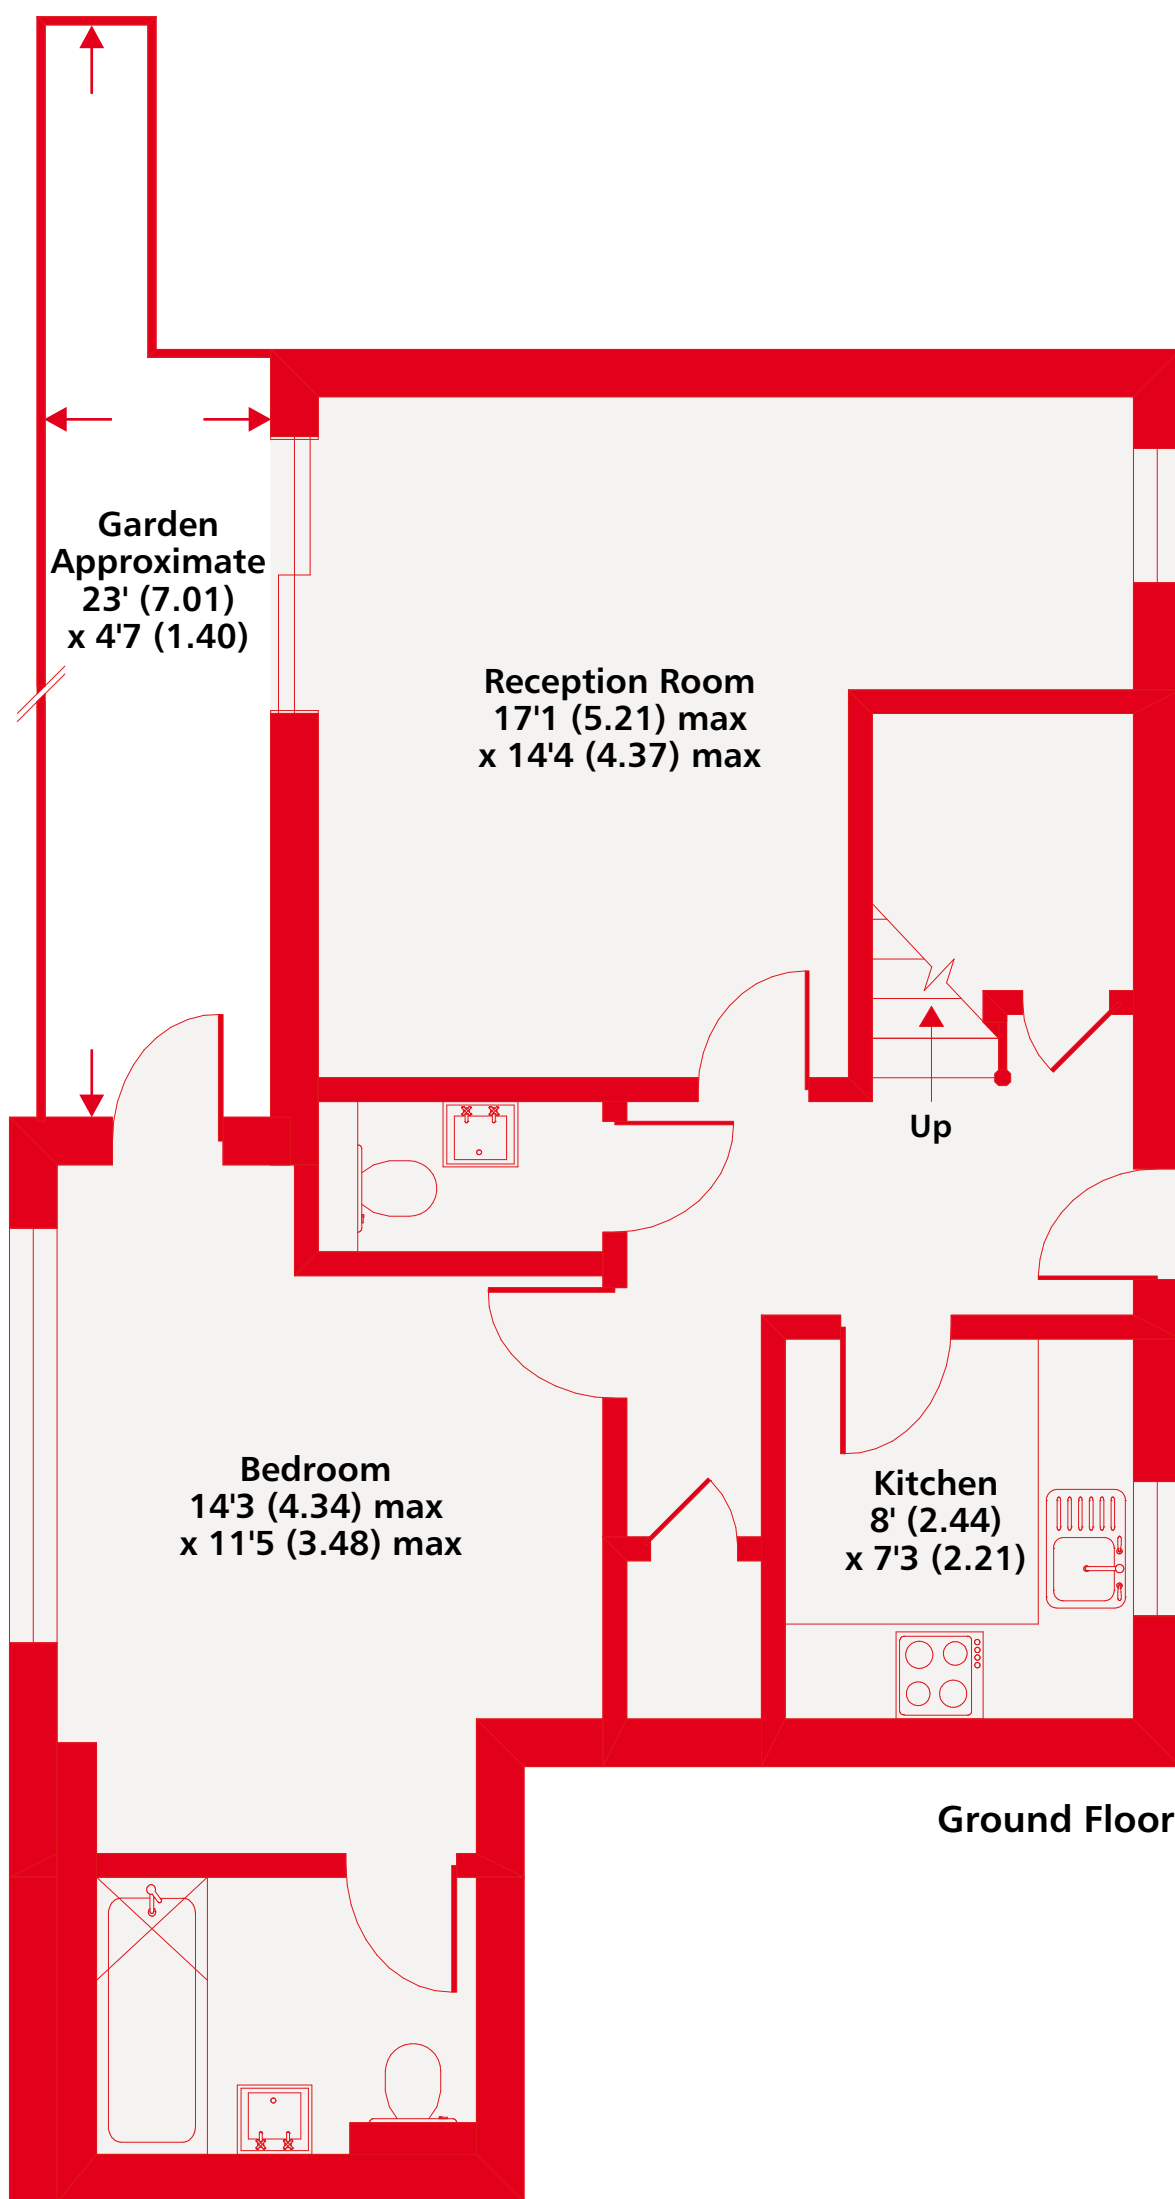 Garden
Approximate
23' (7.01)
x 4'7 (1.40)
Reception Room
17'1 (5.21) max
x 14'4 (4.37) max
Up
Bedroom
14'3 (4.34) max
x 11'5 (3.48) max
Kitchen
8' (2.44)
x 7'3 (2.21)
Ground Floor